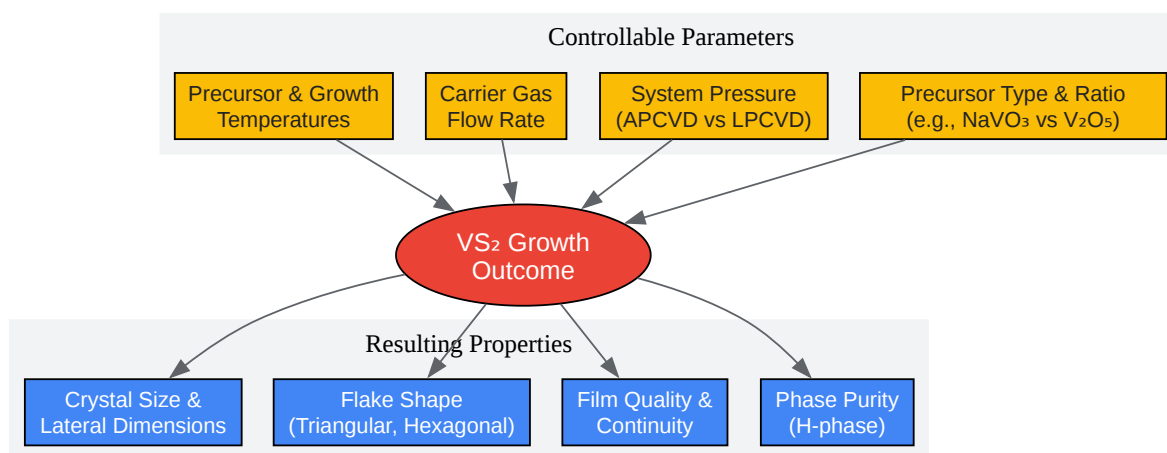 Controllable Parameters
Precursor & Growth
Temperatures
Carrier Gas
Flow Rate
System Pressure
(APCVD vs LPCVD)
Precursor Type & Ratio
(e.g., NaVO₃ vs V₂O₅)
VS₂ Growth
Outcome
Resulting Properties
Crystal Size &
Lateral Dimensions
Flake Shape
(Triangular, Hexagonal)
Film Quality &
Continuity
Phase Purity
(H-phase)